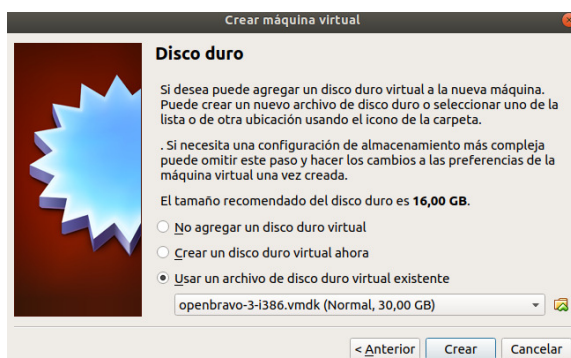 Crear máquina virtual
Disco duro
Si desea puede agregar un disco duro virtual a la nueva máquina.
Puede crear un nuevo archivo de disco duro o seleccionar uno de la
lista o de otra ubicación usando el icono de la carpeta.
. Si necesita una configuración de almacenamiento más compleja
puede omitir este paso y hacer los cambios a las preferencias de la
máquina virtual una vez creada.
El tamaño recomendado del disco duro es 16,00 GB.
No agregar un disco duro virtual
Crear un disco duro virtual ahora
Usar un archivo de disco duro virtual existente
openbravo-3-i386.vmdk (Normal, 30,00 GB)
< Anterior Crear Cancelar